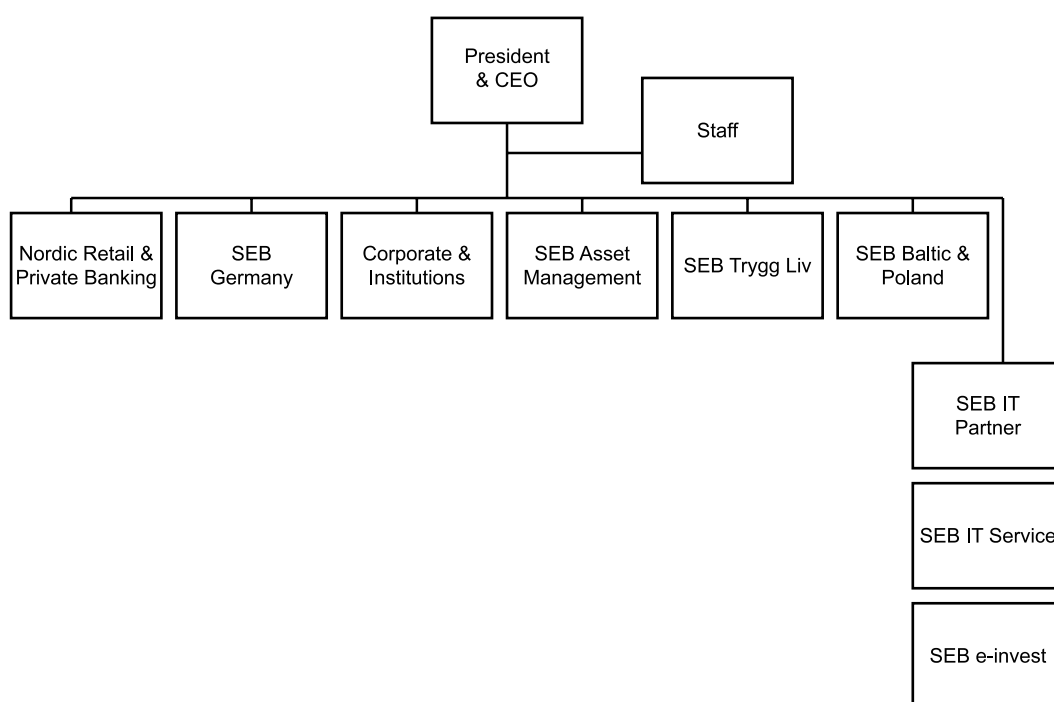 President
& CEO
Staff
Nordic Retail &
Private Banking
SEB
Germany
Corporate &
Institutions
SEB Asset
Management
SEB Trygg Liv
SEB Baltic &
Poland
SEB IT
Partner
SEB IT Service
SEB e-invest